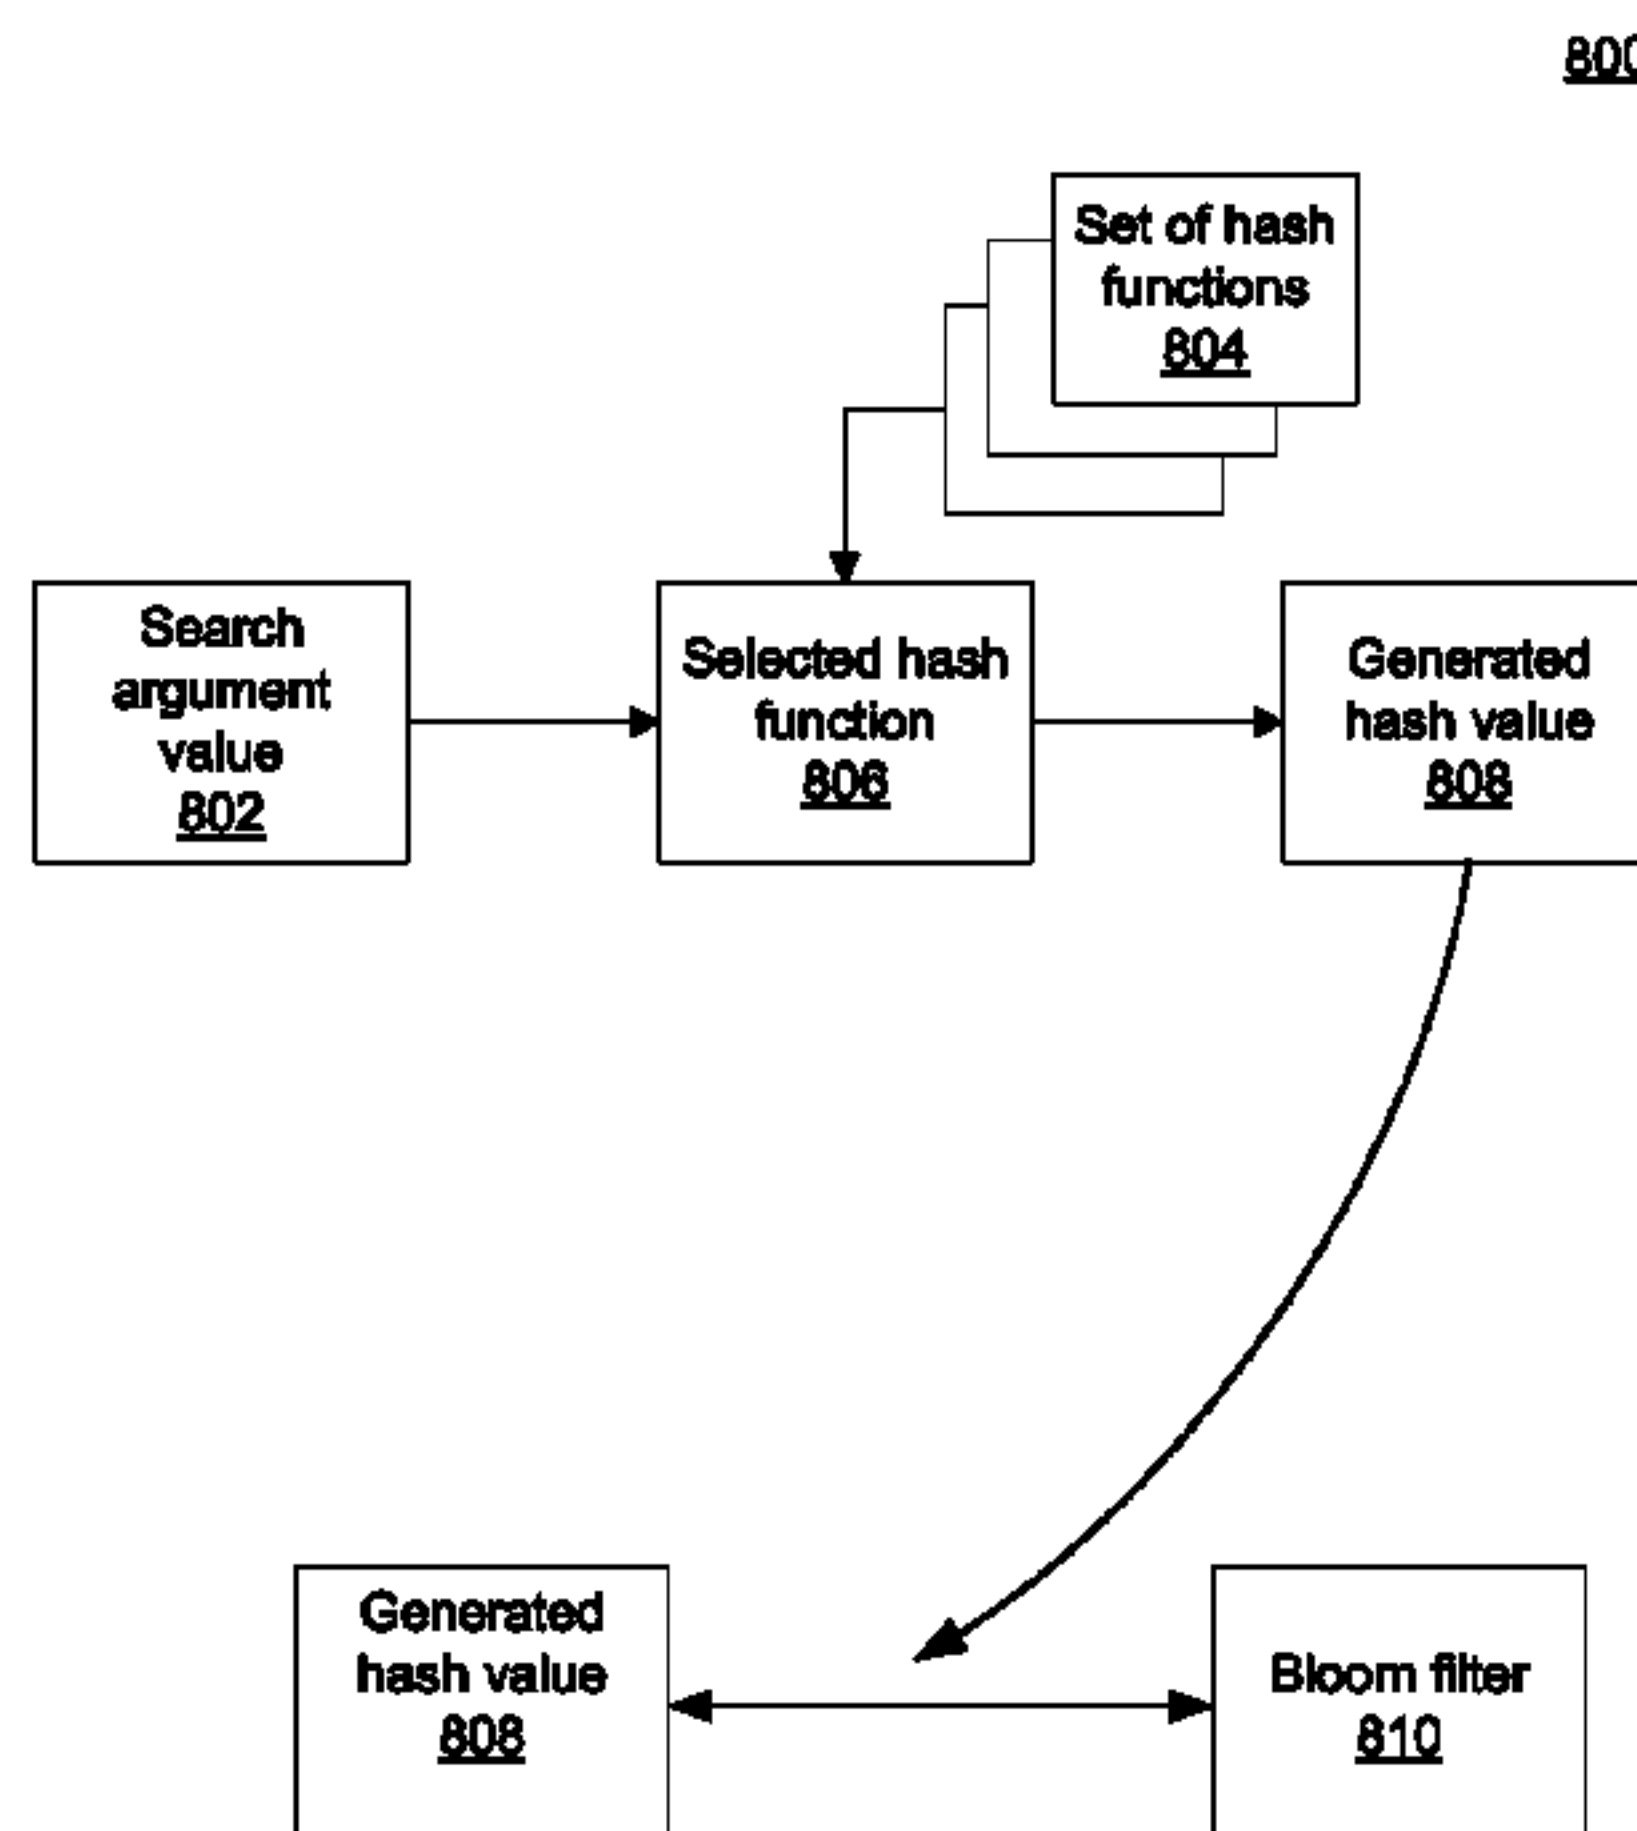 800
Set of hash
functions
804
Search
argument
value
802
Selected hash
function
806
Generated
hash value
808
Generated
hash value
808
Bloom filter
810